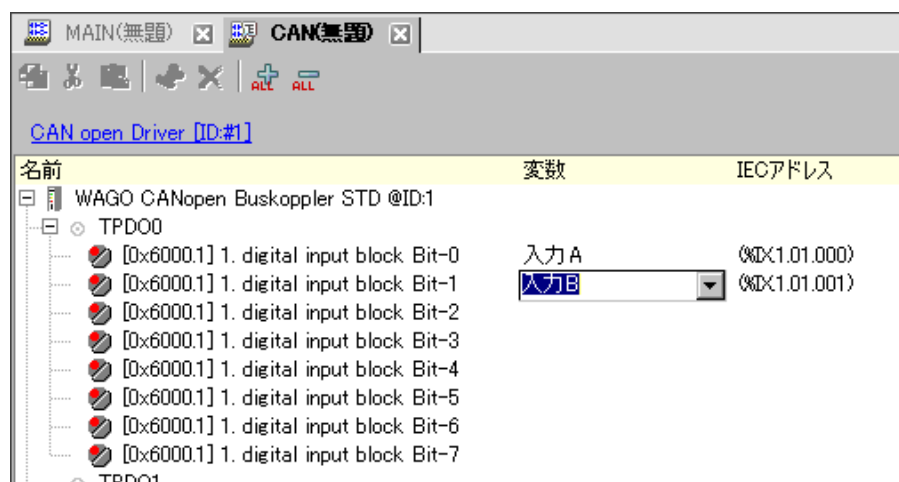 MAIN(無題) CAN(無題)
ALL ALL
CAN open Driver [ID:#1]
名前 変数 IECアドレス
WAGO CANopen Buskoppler STD @ID:1
TPDO0
[0x6000.1] 1. digital input block Bit-0 入力A (%IX1.01.000)
[0x6000.1] 1. digital input block Bit-1 入力B (%IX1.01.001)
[0x6000.1] 1. digital input block Bit-2
[0x6000.1] 1. digital input block Bit-3
[0x6000.1] 1. digital input block Bit-4
[0x6000.1] 1. digital input block Bit-5
[0x6000.1] 1. digital input block Bit-6
[0x6000.1] 1. digital input block Bit-7
TPDO1